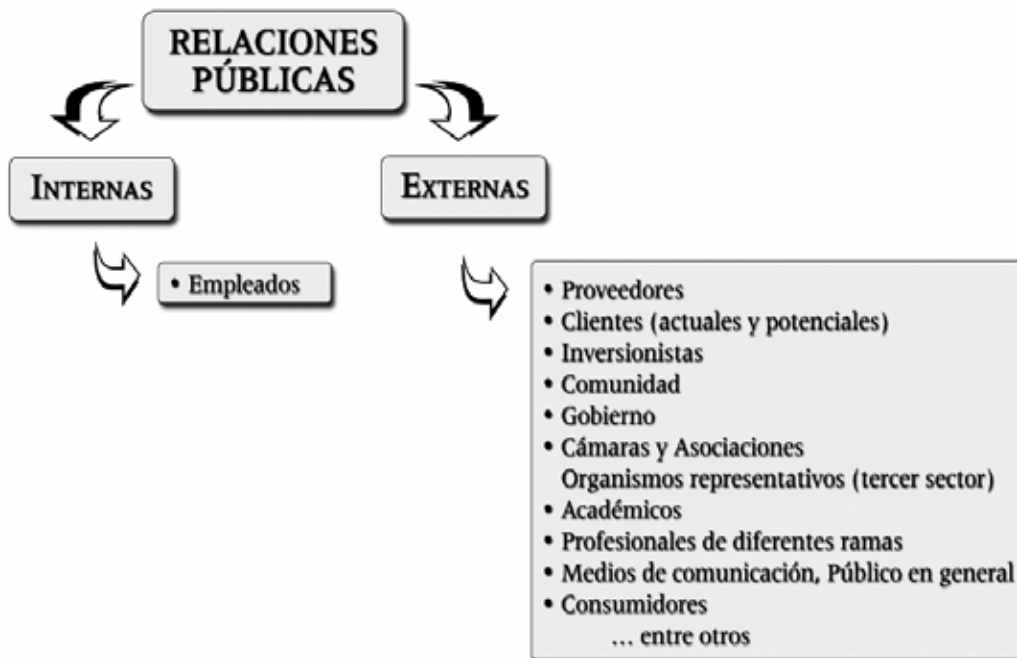 RELACIONES
PÚBLICAS
INTERNAS
EXTERNAS
• Empleados
• Proveedores
• Clientes (actuales y potenciales)
• Inversionistas
• Comunidad
• Gobierno
• Cámaras y Asociaciones
Organismos representativos (tercer sector)
• Académicos
• Profesionales de diferentes ramas
• Medios de comunicación, Público en general
• Consumidores
... entre otros